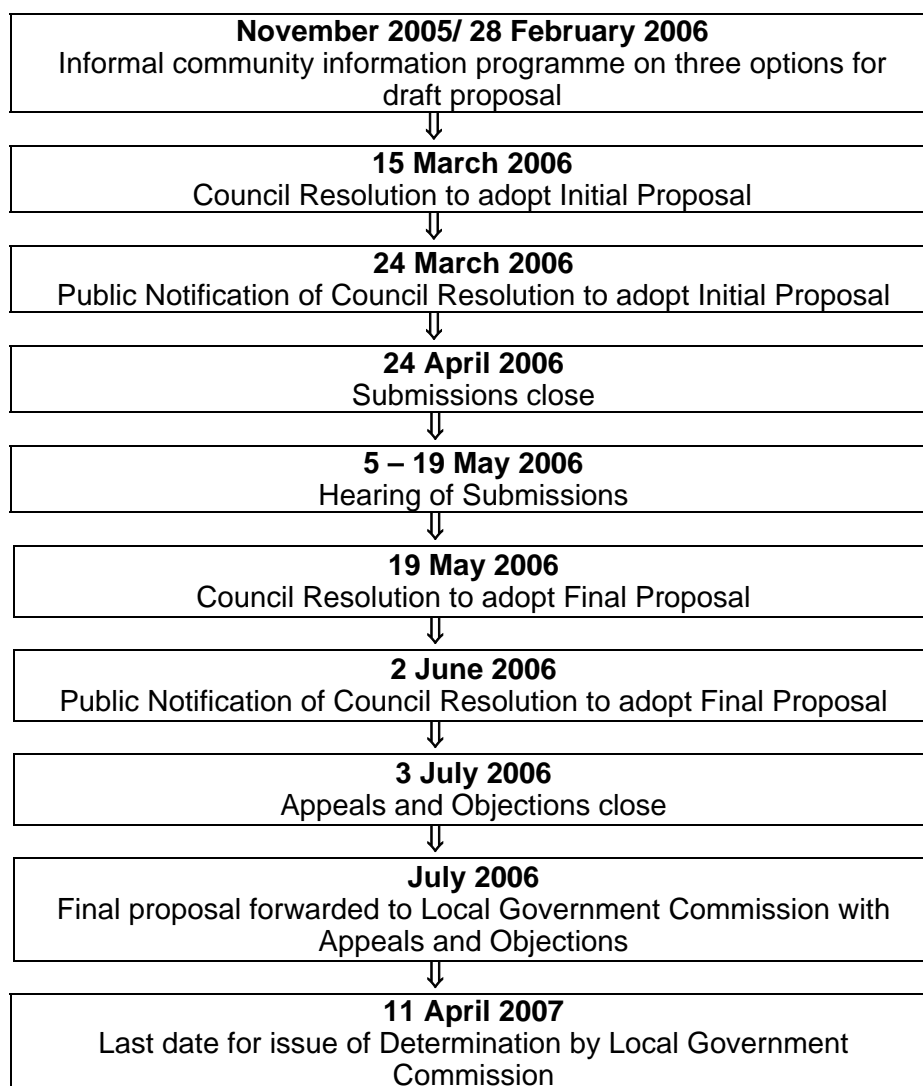 November 2005/ 28 February 2006
Informal community information programme on three options for
draft proposal
⇓
15 March 2006
Council Resolution to adopt Initial Proposal
⇓
24 March 2006
Public Notification of Council Resolution to adopt Initial Proposal
⇓
24 April 2006
Submissions close
⇓
5 – 19 May 2006
Hearing of Submissions
⇓
19 May 2006
Council Resolution to adopt Final Proposal
⇓
2 June 2006
Public Notification of Council Resolution to adopt Final Proposal
⇓
3 July 2006
Appeals and Objections close
⇓
July 2006
Final proposal forwarded to Local Government Commission with
Appeals and Objections
⇓
11 April 2007
Last date for issue of Determination by Local Government
Commission